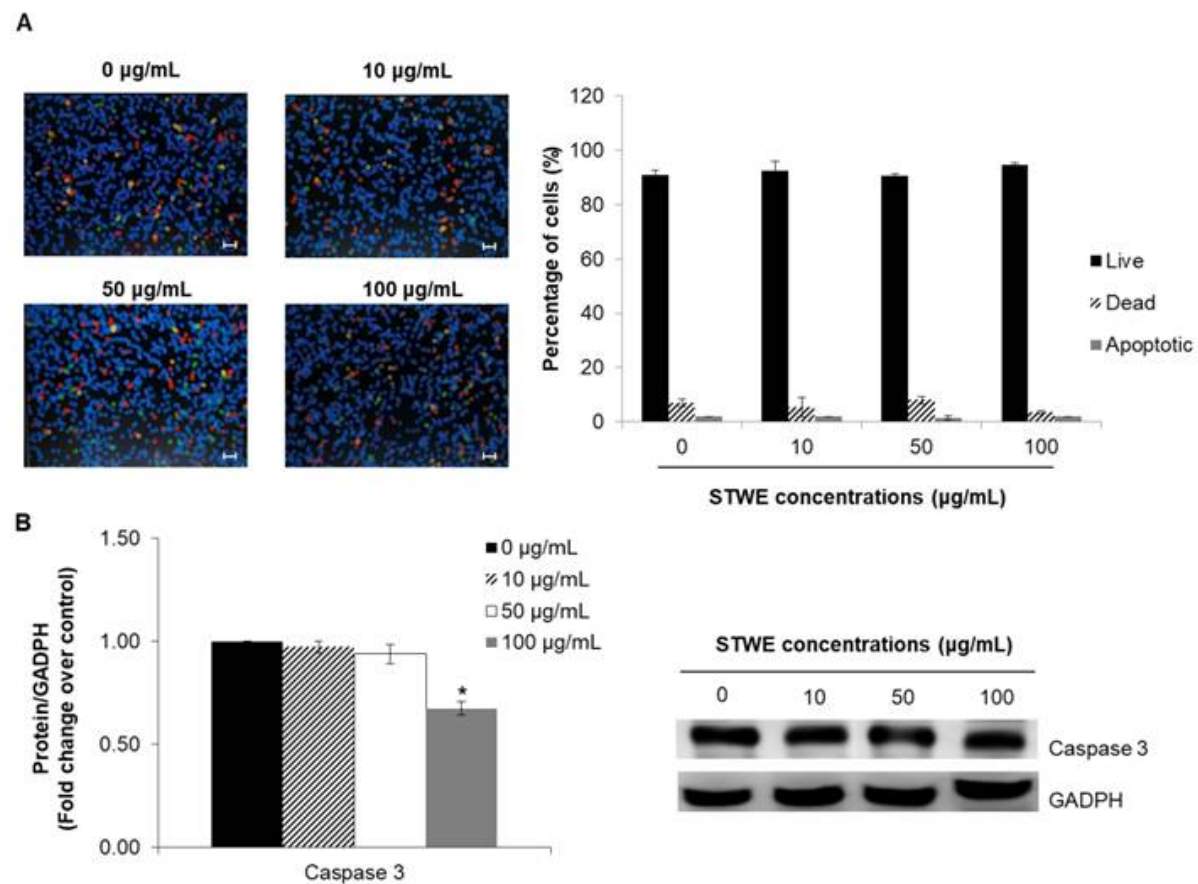 A
0 µg/mL
10 µg/mL
50 µg/mL
100 µg/mL
120
100
80
60
40
20
0
Percentage of cells (%)
0 10 50 100
STWE concentrations (µg/mL)
Live
Dead
Apoptotic
B
1.50
1.00
0.50
0.00
Protein/GADPH
(Fold change over control)
*
Caspase 3
0 µg/mL
10 µg/mL
50 µg/mL
100 µg/mL
STWE concentrations (µg/mL)
0 10 50 100
Caspase 3
GADPH